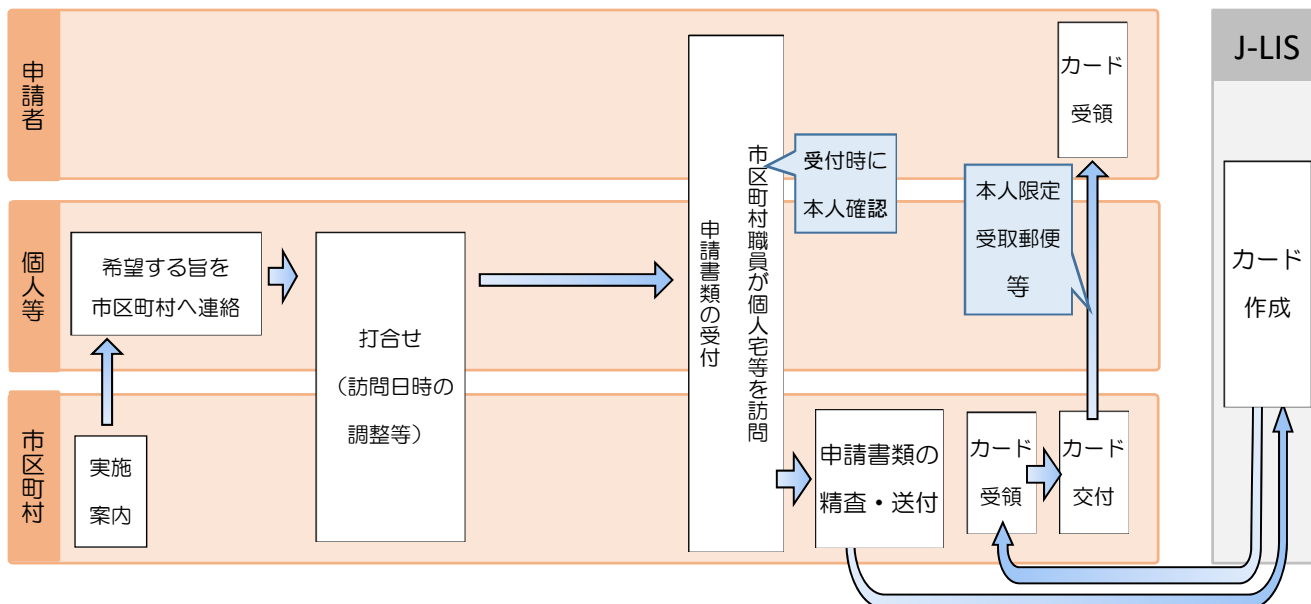 申請者
カード
受領
市区町村職員が個人宅等を訪問
申請書類の受付
受付時に
本人確認
本人限定
受取郵便
等
個人等
希望する旨を
市区町村へ連絡
打合せ
（訪問日時の
調整等）
市区町村
実施
案内
申請書類の
精査・送付
カード
受領
カード
交付
J-LIS
カード
作成